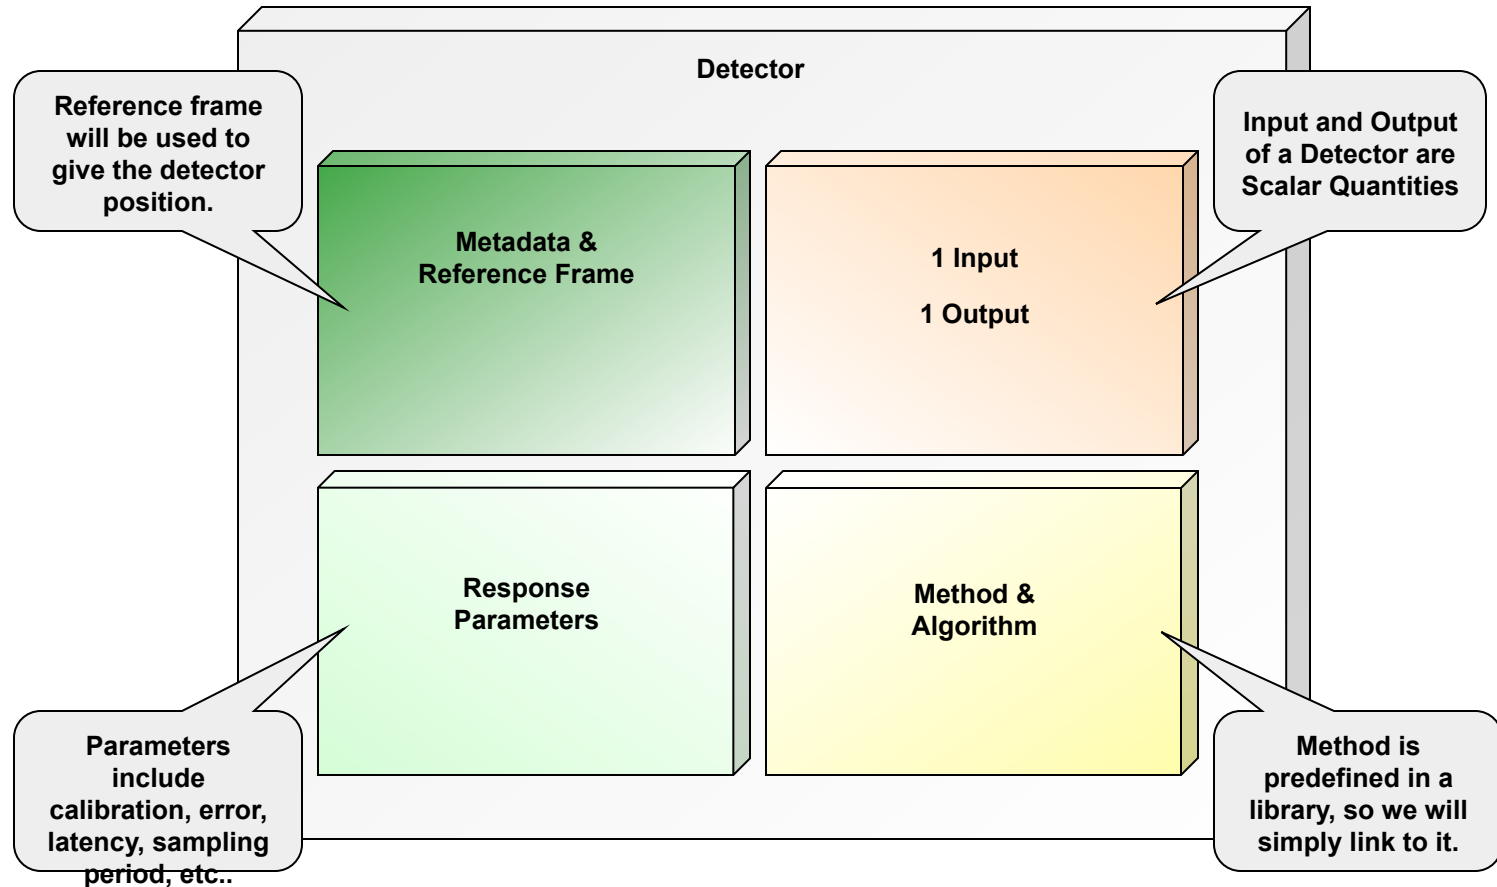 Detector
Reference frame
will be used to
give the detector
position.
Input and Output
of a Detector are
Scalar Quantities
Metadata &
Reference Frame
1 Input
1 Output
Response
Parameters
Method &
Algorithm
Parameters
include
calibration, error,
latency, sampling
period, etc..
Method is
predefined in a
library, so we will
simply link to it.